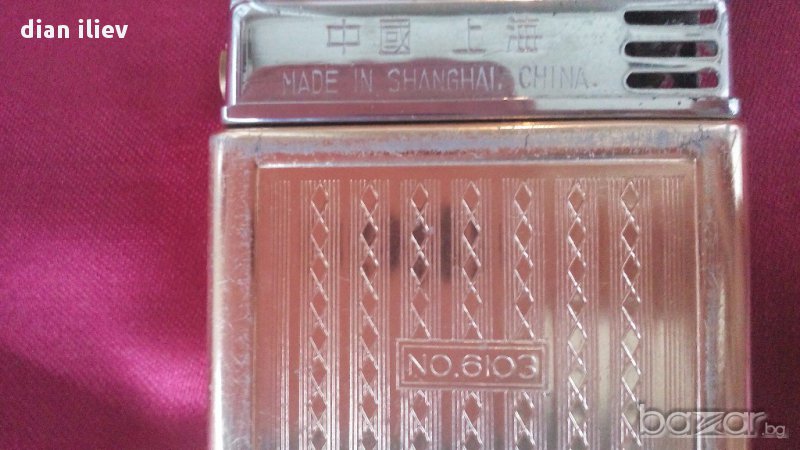 dian iliev
中國 上海
MADE IN SHANGHAI, CHINA.
NO.6103
bazar.bg